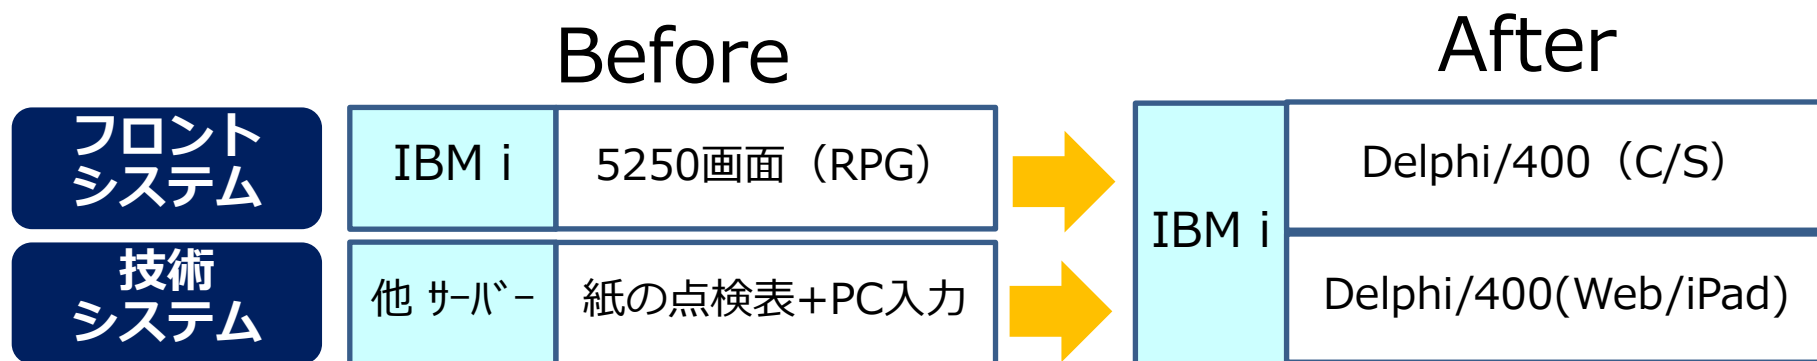 Before
After
フロント
システム
IBM i
5250画面（RPG）
IBM i
Delphi/400（C/S）
技術
システム
他 ｻｰﾊﾞｰ
紙の点検表+PC入力
Delphi/400(Web/iPad)